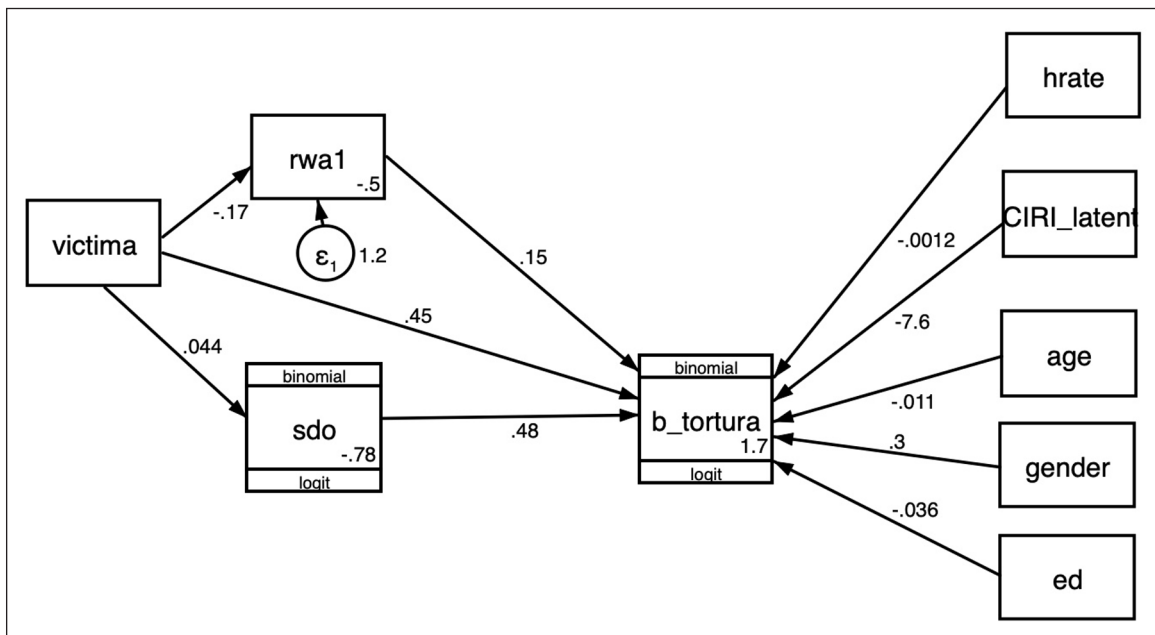 hrate
rwa1
-.5
CIRI_latent
victima
-.17
ε1
1.2
.15
-.0012
.45
-7.6
.044
age
binomial
sdo
-.78
logit
binomial
b_tortura
1.7
logit
-.011
.48
.3
gender
-.036
ed